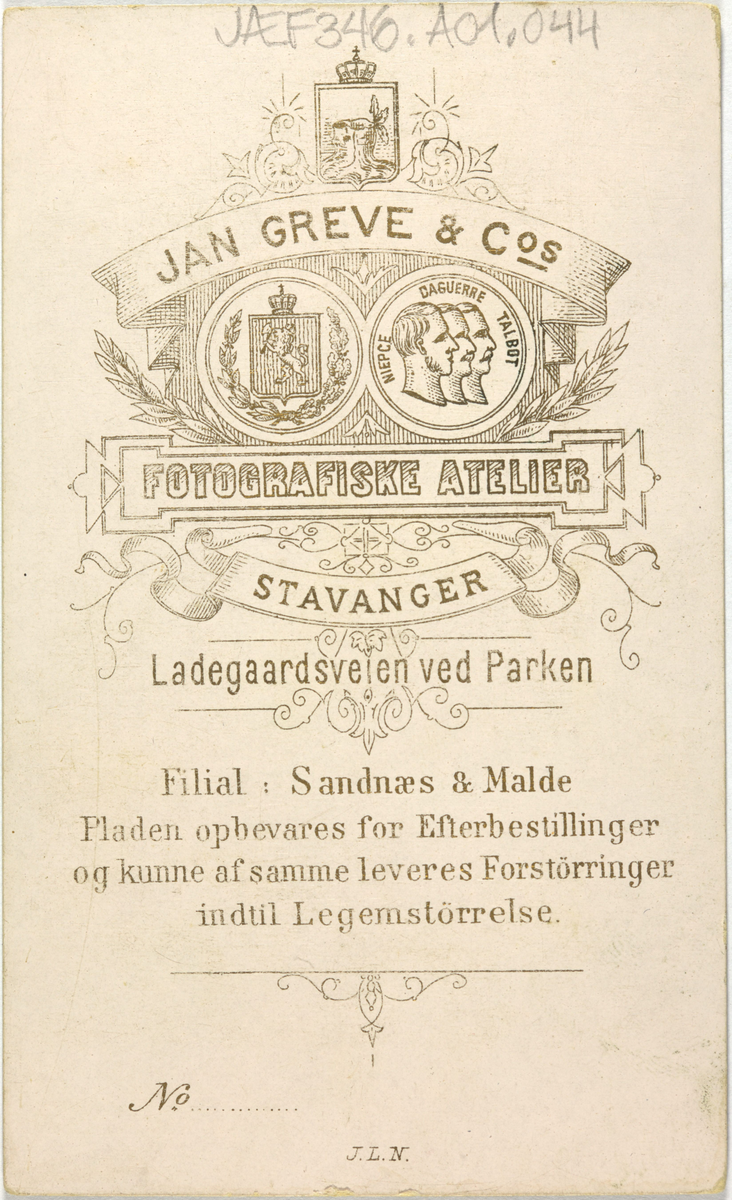 JÆF346.A01.044
JAN GREVE & Cos
NIEPCE DAGUERRE TALBOT
FOTOGRAFISKE ATELIER
STAVANGER
Ladegaardsveien ved Parken
Filial : Sandnæs & Malde
Pladen opbevares for Efterbestillinger
og kunne af samme leveres Forstörringer
indtil Legemstörrelse.
No..............
J.L.N.